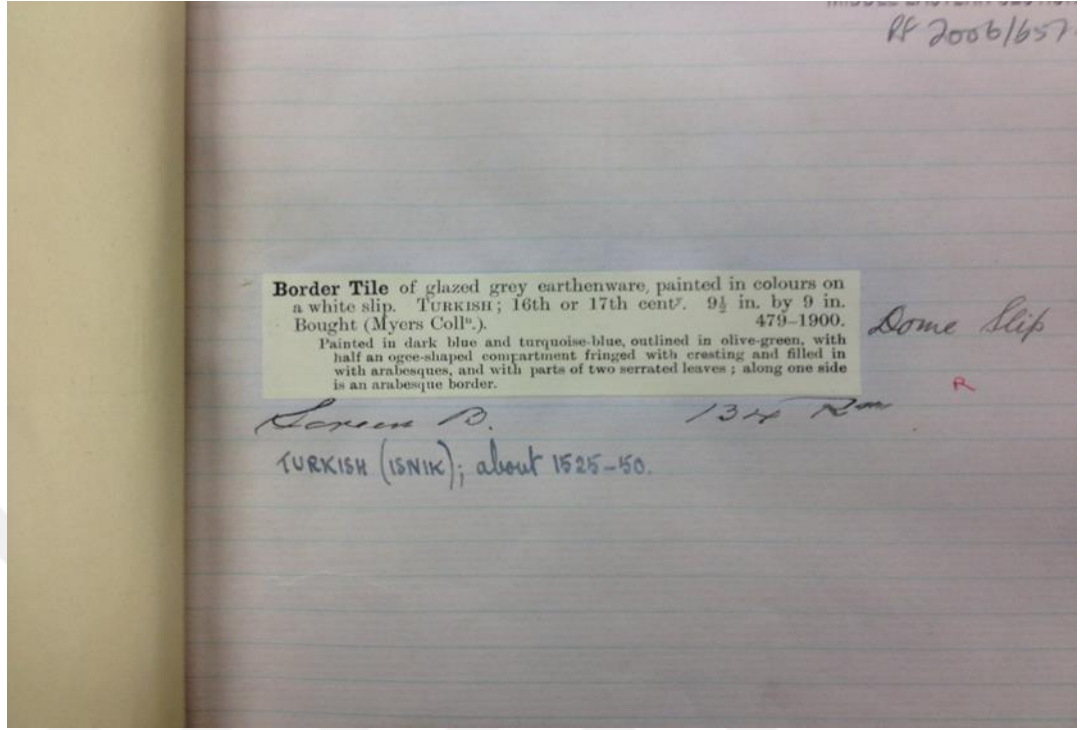 RF 2006/657
Border Tile of glazed grey earthenware, painted in colours on
a white slip. TURKISH; 16th or 17th centy. 9½ in. by 9 in.
Bought (Myers Colln.). 479–1900.
Painted in dark blue and turquoise-blue, outlined in olive-green, with
half an ogee-shaped compartment fringed with cresting and filled in
with arabesques, and with parts of two serrated leaves; along one side
is an arabesque border.
Dome Slip
R
Screen B. 134 Rm
TURKISH (ISNIK); about 1525-50.